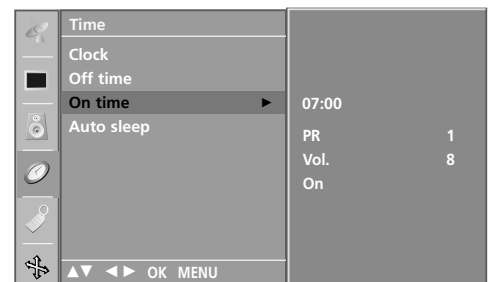 Time
Clock
Off time
On time ►
Auto sleep
▲▼ ◄► OK MENU
07:00
PR 1
Vol. 8
On